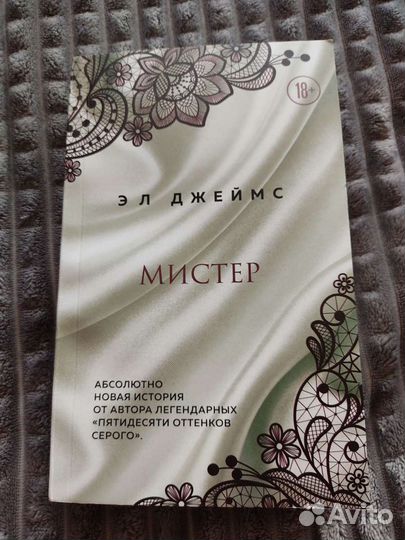 18+
ЭЛ ДЖЕЙМС
МИСТЕР
АБСОЛЮТНО
НОВАЯ ИСТОРИЯ
ОТ АВТОРА ЛЕГЕНДАРНЫХ
«ПЯТИДЕСЯТИ ОТТЕНКОВ
СЕРОГО».
Avito